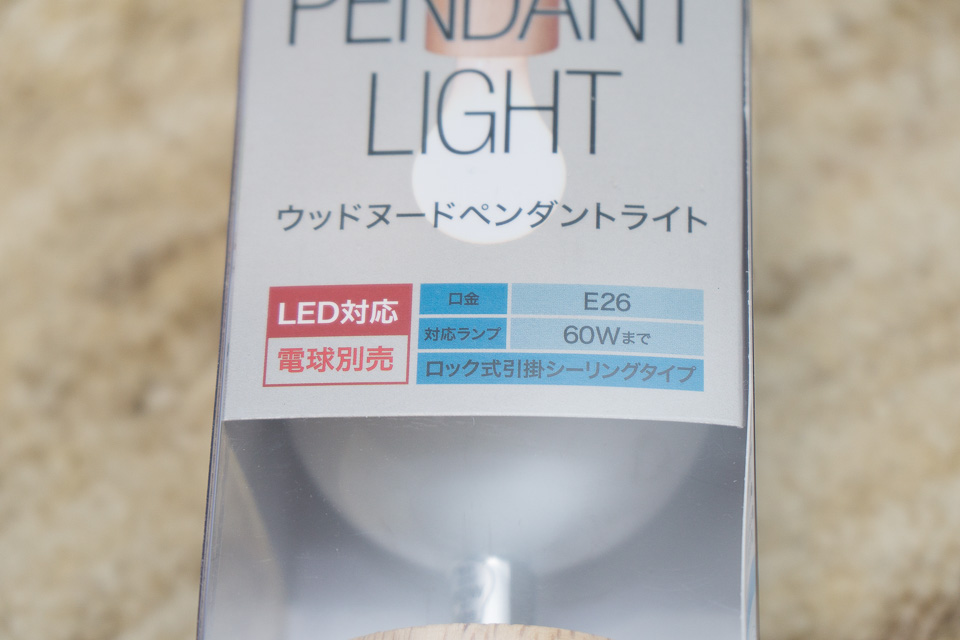 PENDANT
LIGHT
ウッドヌードペンダントライト
LED対応
電球別売
口金 E26
対応ランプ 60Wまで
ロック式引掛シーリングタイプ